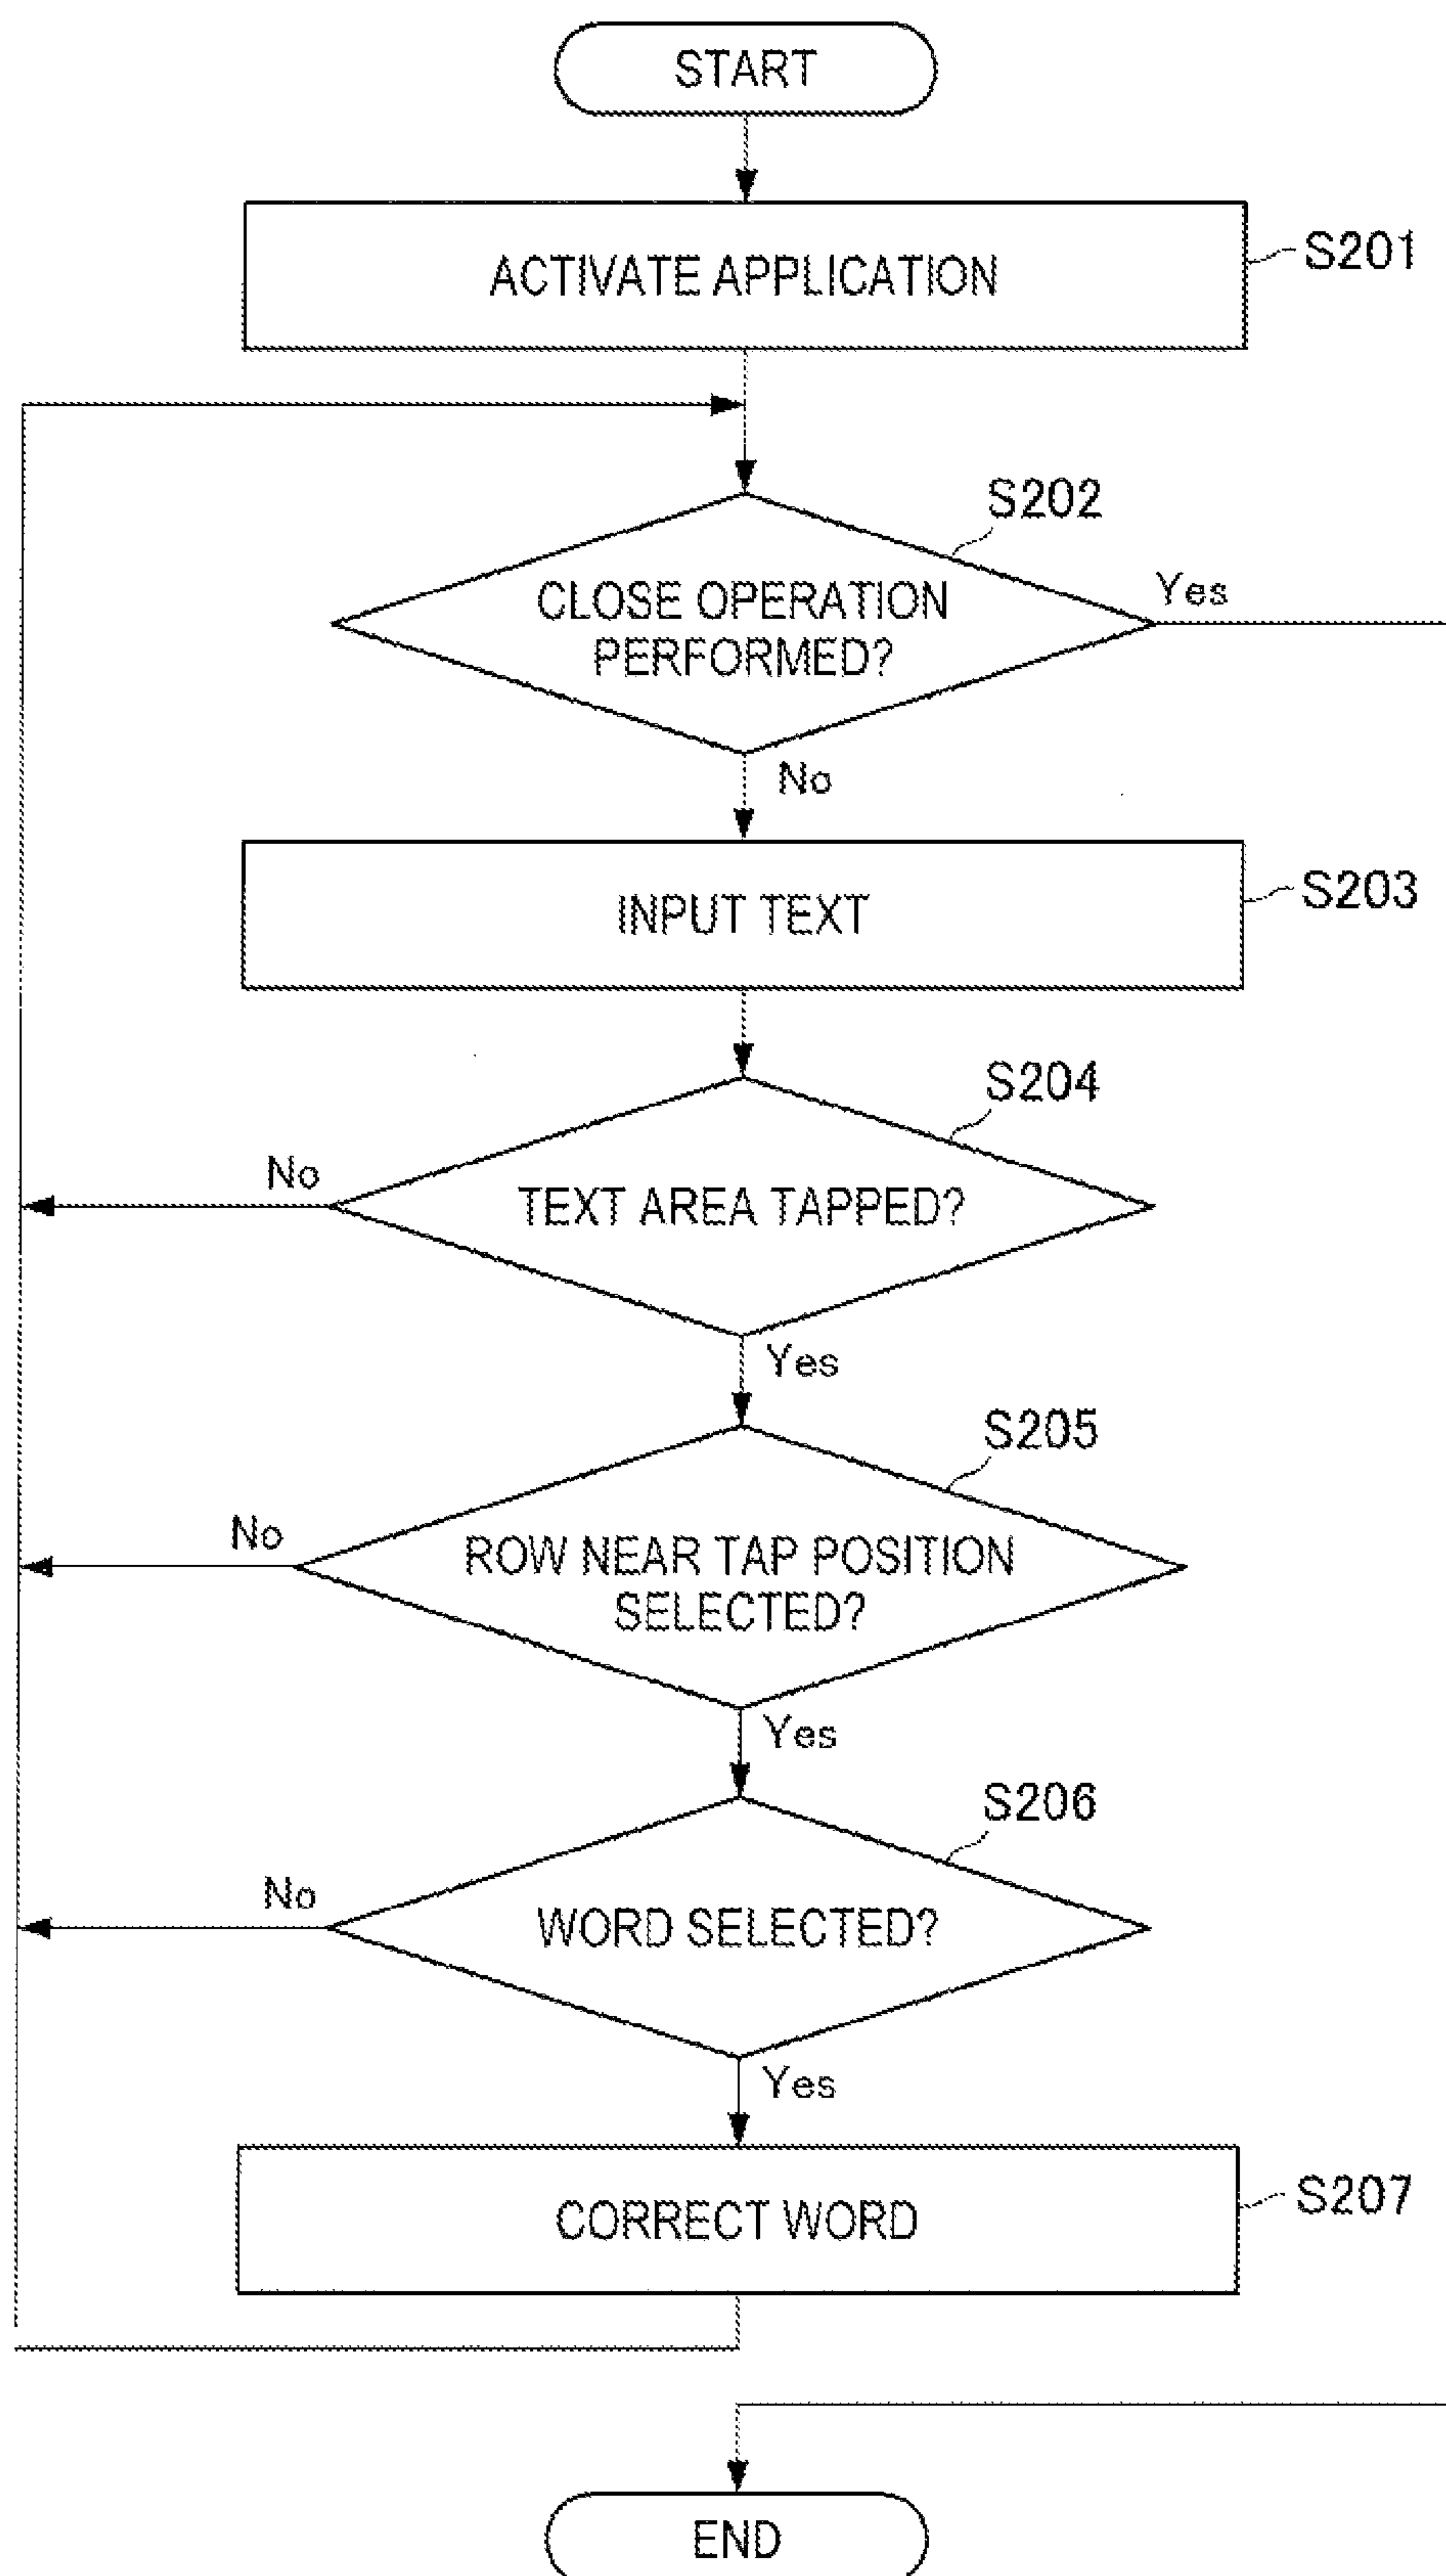 START
ACTIVATE APPLICATION
S201
S202
CLOSE OPERATION
PERFORMED?
Yes
No
INPUT TEXT
S203
S204
No
TEXT AREA TAPPED?
Yes
S205
No
ROW NEAR TAP POSITION
SELECTED?
Yes
S206
No
WORD SELECTED?
Yes
CORRECT WORD
S207
END